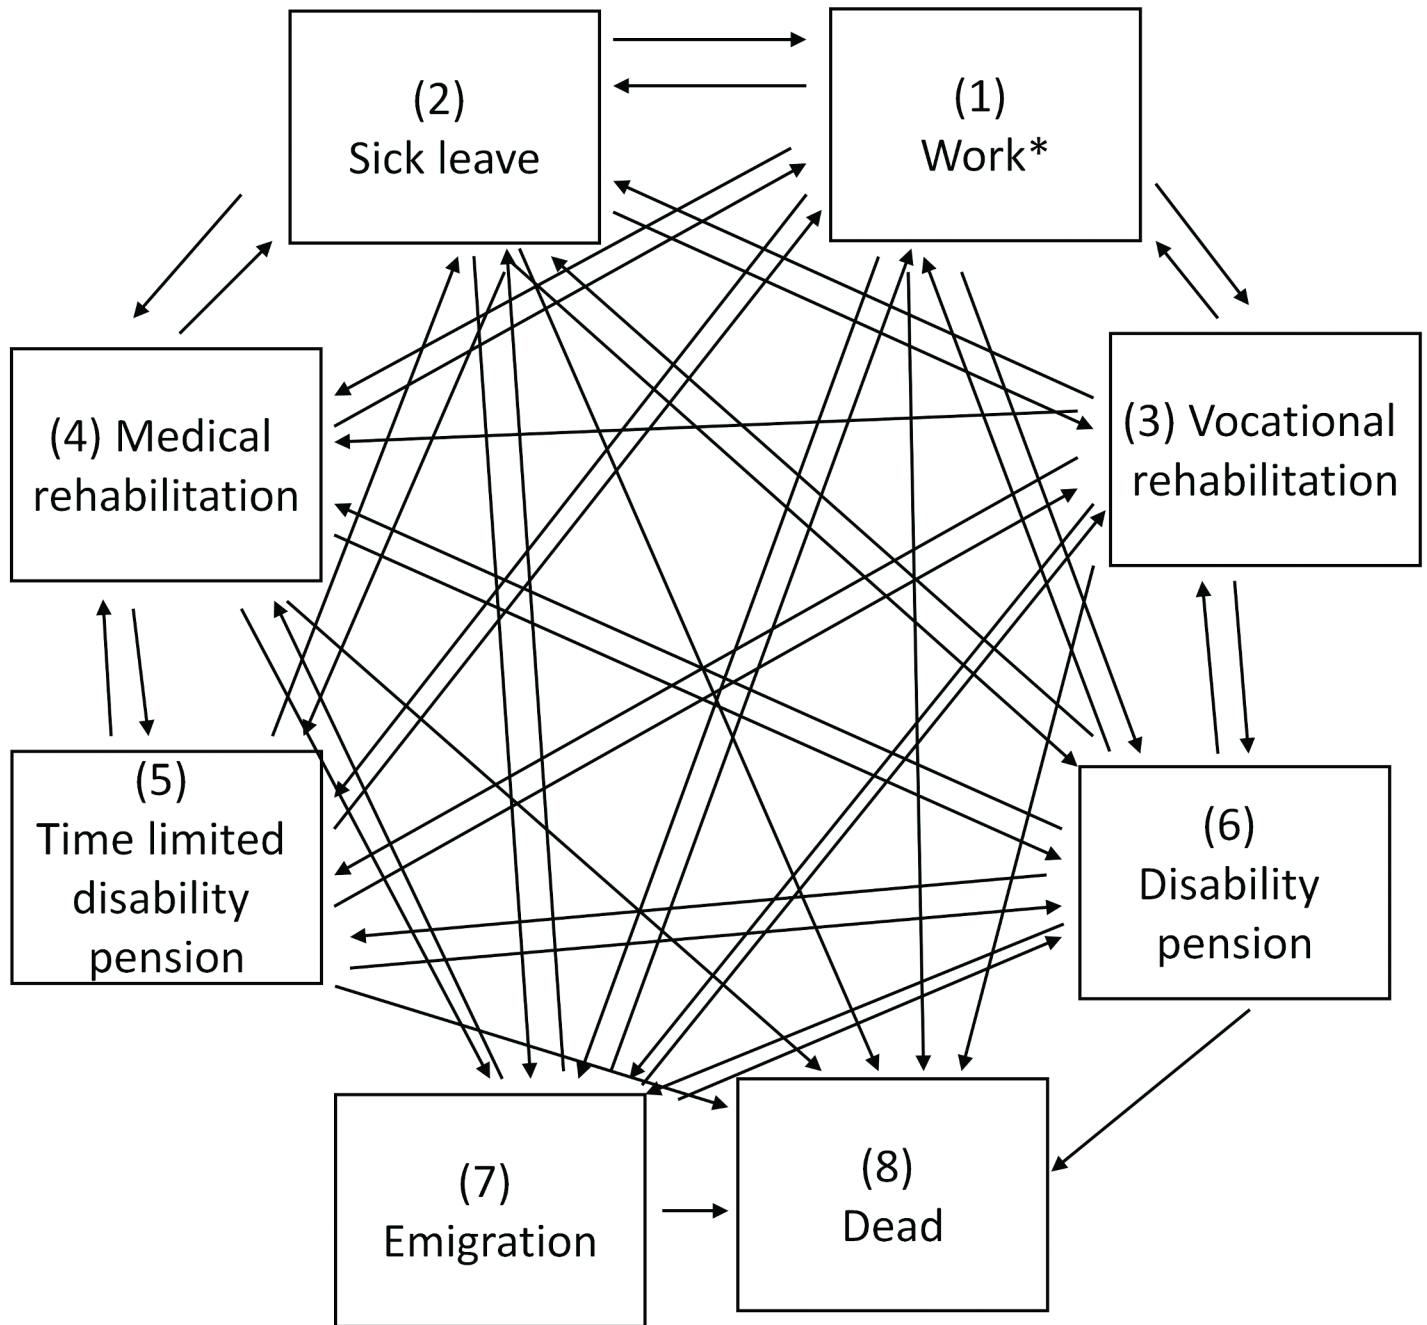 (2)
Sick leave
(1)
Work*
(4) Medical
rehabilitation
(3) Vocational
rehabilitation
(5)
Time limited
disability
pension
(6)
Disability
pension
(7)
Emigration
(8)
Dead